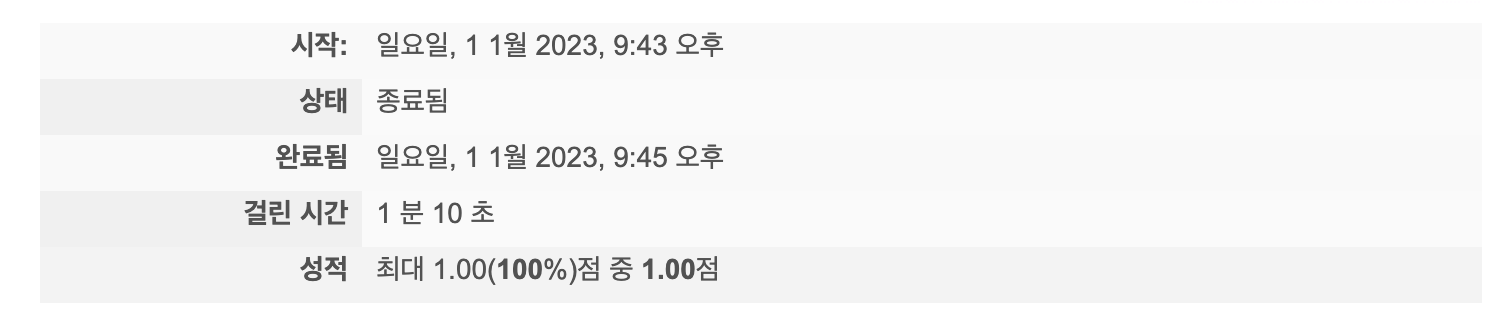 시작: 일요일, 1 1월 2023, 9:43 오후
상태 종료됨
완료됨 일요일, 1 1월 2023, 9:45 오후
걸린 시간 1 분 10 초
성적 최대 1.00(100%)점 중 1.00점